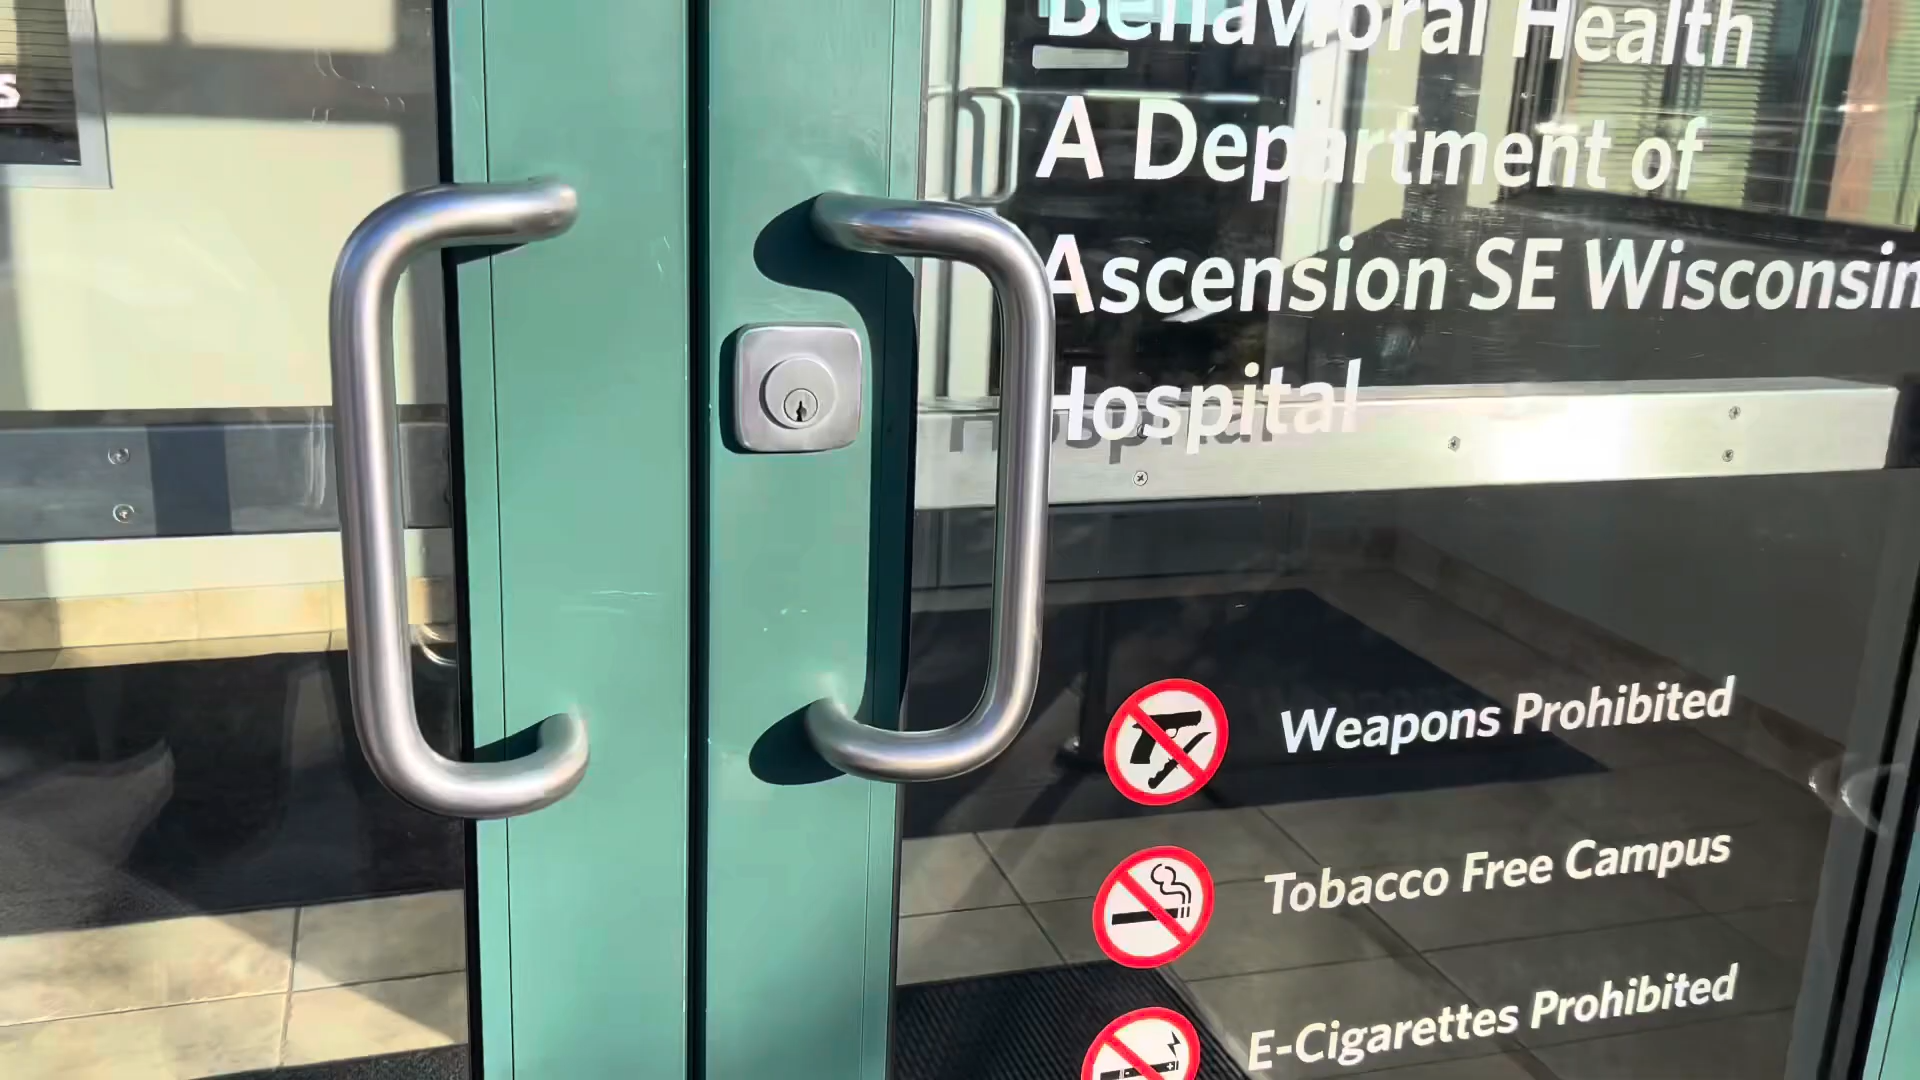 s
Behavioral Health
A Department of
Ascension SE Wisconsin
Hospital
Weapons Prohibited
Tobacco Free Campus
E-Cigarettes Prohibited